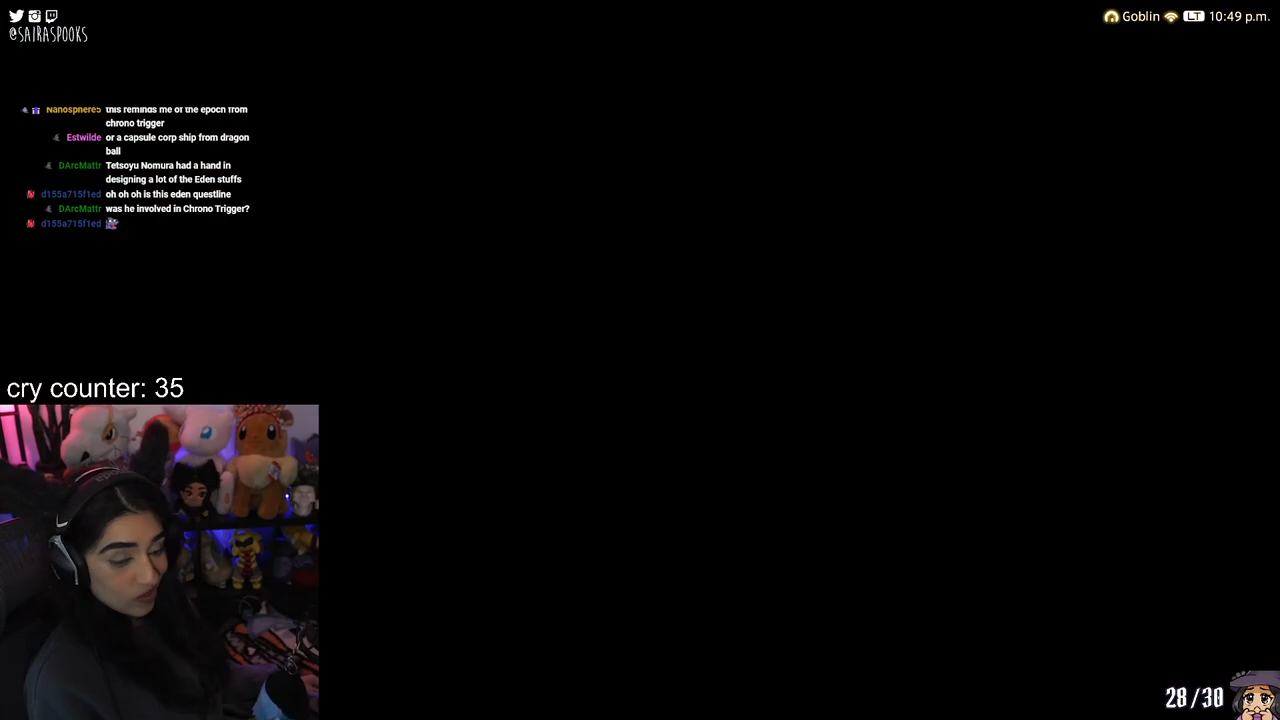 @SAIRASPOOKS
Goblin LT 10:49 p.m.
Nanosphere5 this reminds me of the epoch from
chrono trigger
Estwilde or a capsule corp ship from dragon
ball
DArcMattr Tetsoyu Nomura had a hand in
designing a lot of the Eden stuffs
d155a715f1ed oh oh oh is this eden questline
DArcMattr was he involved in Chrono Trigger?
d155a715f1ed
cry counter: 35
28/30